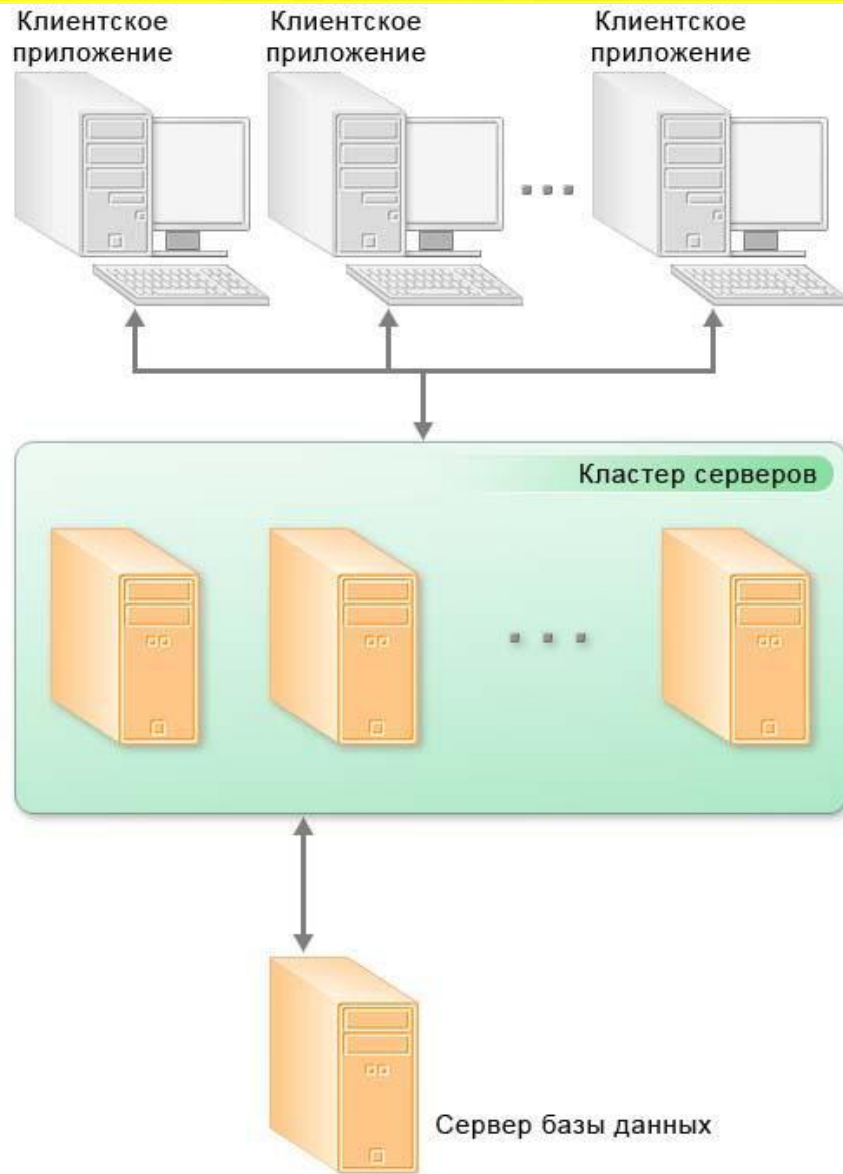 Клиентское
приложение
Клиентское
приложение
Клиентское
приложение
Кластер серверов
Сервер базы данных